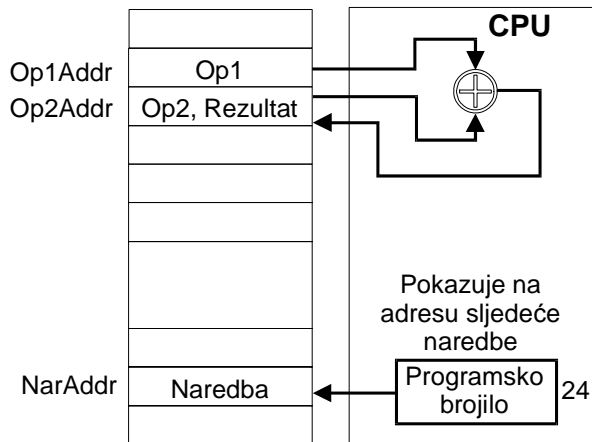 CPU
Op1Addr
Op1
Op2Addr
Op2, Rezultat
Pokazuje na
adresu sljedeće
naredbe
NarAddr
Naredba
Programsko
brojilo
24